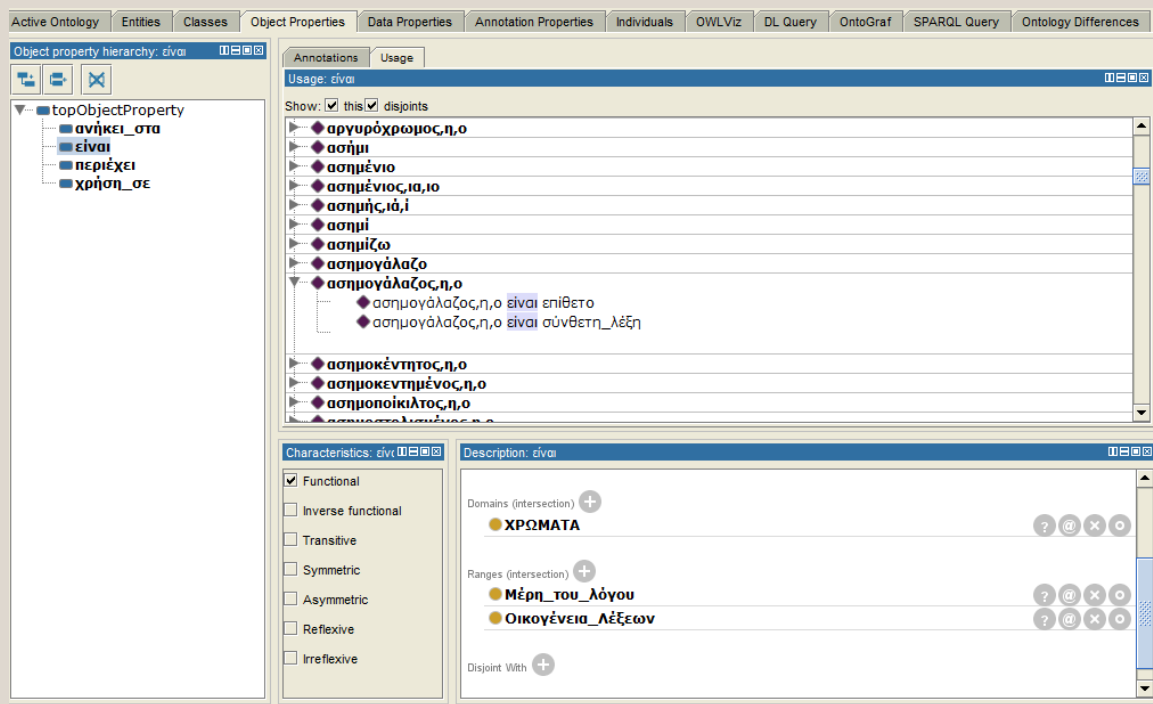 Active Ontology Entities Classes Object Properties Data Properties Annotation Properties Individuals OWLViz DL Query OntoGraf SPARQL Query Ontology Differences
Object property hierarchy: είναι
topObjectProperty
ανήκει_στα
είναι
περιέχει
χρήση_σε
Annotations Usage
Usage: είναι
Show: this disjoints
αργυρόχρωμος,η,ο
ασήμι
ασημένιο
ασημένιος,ια,ιο
ασημής,ιά,ί
ασημί
ασημίζω
ασημογάλαζο
ασημογάλαζος,η,ο
ασημογάλαζος,η,ο είναι επίθετο
ασημογάλαζος,η,ο είναι σύνθετη_λέξη
ασημοκέντητος,η,ο
ασημοκεντημένος,η,ο
ασημοποίκιλτος,η,ο
ασημοστολισμένος,η,ο
Characteristics: είνα
Functional
Inverse functional
Transitive
Symmetric
Asymmetric
Reflexive
Irreflexive
Description: είναι
Domains (intersection)
ΧΡΩΜΑΤΑ
Ranges (intersection)
Μέρη_του_λόγου
Οικογένεια_Λέξεων
Disjoint With